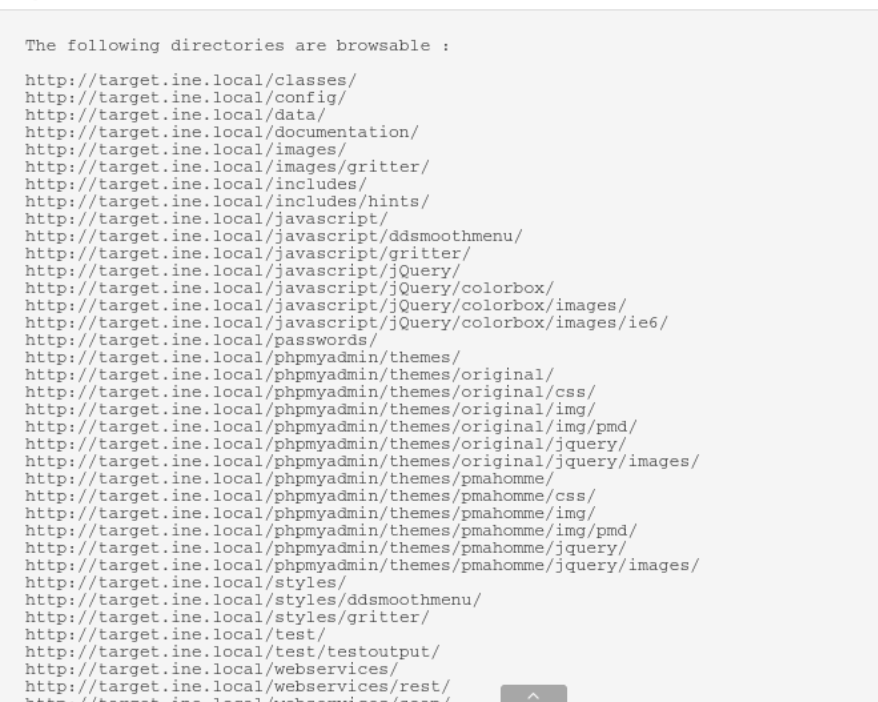 The following directories are browsable :
http://target.ine.local/classes/
http://target.ine.local/config/
http://target.ine.local/data/
http://target.ine.local/documentation/
http://target.ine.local/images/
http://target.ine.local/images/gritter/
http://target.ine.local/includes/
http://target.ine.local/includes/hints/
http://target.ine.local/javascript/
http://target.ine.local/javascript/ddsmoothmenu/
http://target.ine.local/javascript/gritter/
http://target.ine.local/javascript/jQuery/
http://target.ine.local/javascript/jQuery/colorbox/
http://target.ine.local/javascript/jQuery/colorbox/images/
http://target.ine.local/javascript/jQuery/colorbox/images/ie6/
http://target.ine.local/passwords/
http://target.ine.local/phpmyadmin/themes/
http://target.ine.local/phpmyadmin/themes/original/
http://target.ine.local/phpmyadmin/themes/original/css/
http://target.ine.local/phpmyadmin/themes/original/img/
http://target.ine.local/phpmyadmin/themes/original/img/pmd/
http://target.ine.local/phpmyadmin/themes/original/jquery/
http://target.ine.local/phpmyadmin/themes/original/jquery/images/
http://target.ine.local/phpmyadmin/themes/pmahomme/
http://target.ine.local/phpmyadmin/themes/pmahomme/css/
http://target.ine.local/phpmyadmin/themes/pmahomme/img/
http://target.ine.local/phpmyadmin/themes/pmahomme/img/pmd/
http://target.ine.local/phpmyadmin/themes/pmahomme/jquery/
http://target.ine.local/phpmyadmin/themes/pmahomme/jquery/images/
http://target.ine.local/styles/
http://target.ine.local/styles/ddsmoothmenu/
http://target.ine.local/styles/gritter/
http://target.ine.local/test/
http://target.ine.local/test/testoutput/
http://target.ine.local/webservices/
http://target.ine.local/webservices/rest/